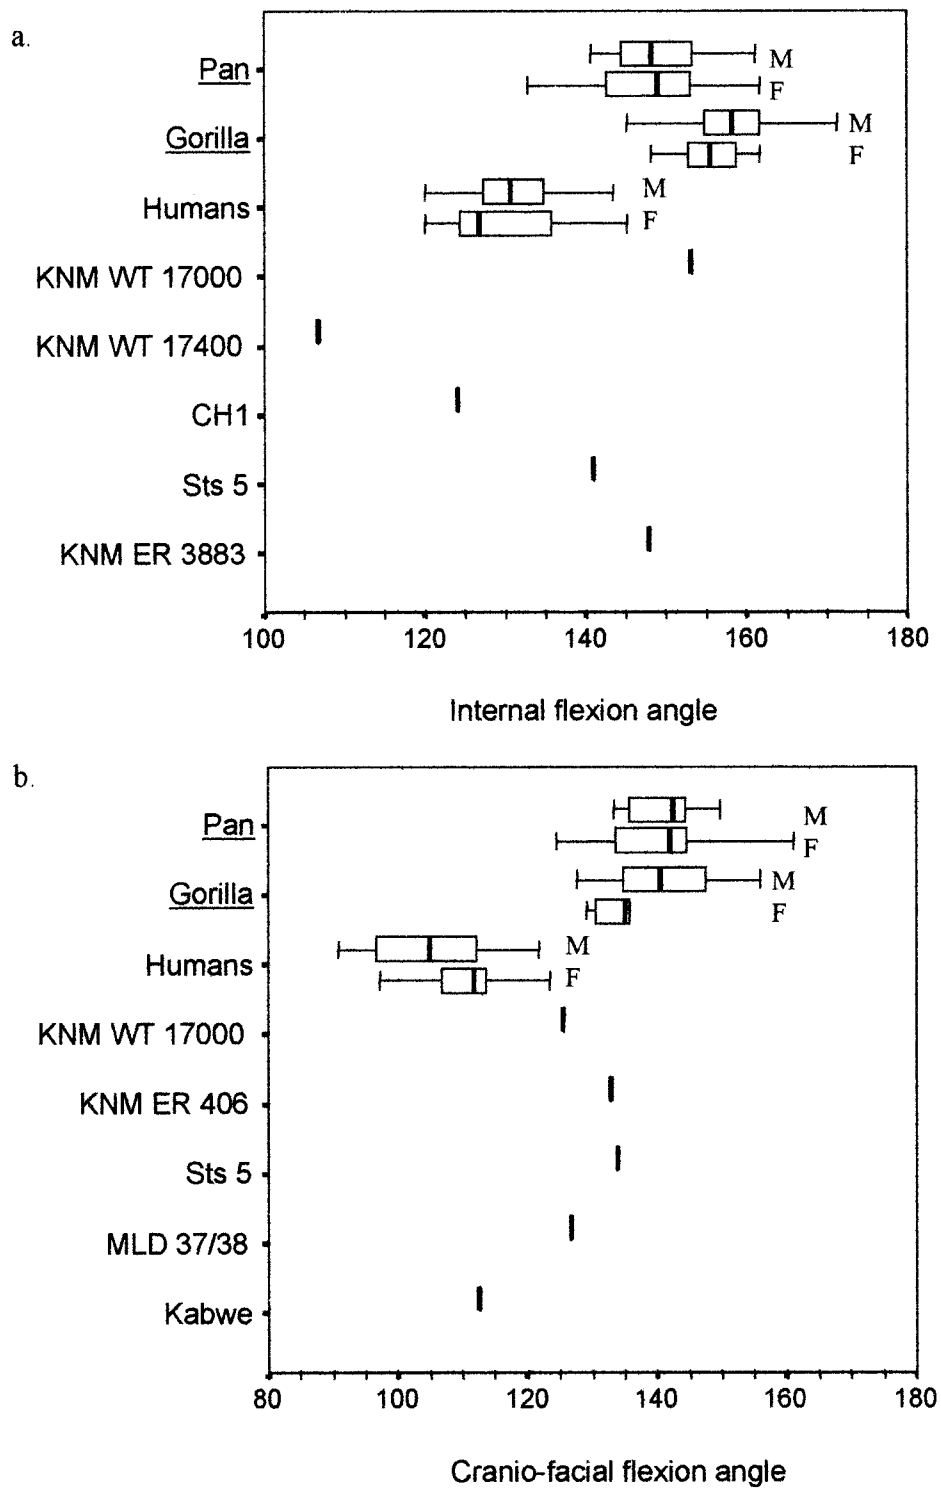 a.
Pan
M
F
Gorilla
M
F
Humans
M
F
KNM WT 17000
KNM WT 17400
CH1
Sts 5
KNM ER 3883
100 120 140 160 180
Internal flexion angle
b.
Pan
M
F
Gorilla
M
F
Humans
M
F
KNM WT 17000
KNM ER 406
Sts 5
MLD 37/38
Kabwe
80 100 120 140 160 180
Cranio-facial flexion angle